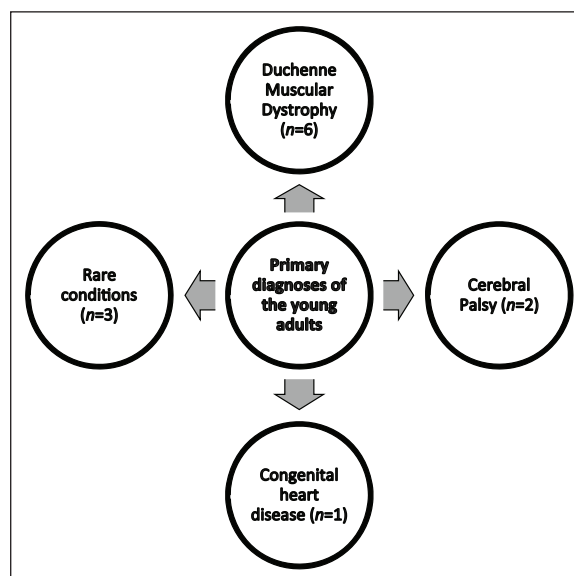 Duchenne
Muscular
Dystrophy
(n=6)
Rare
conditions
(n=3)
Primary
diagnoses of
the young
adults
Cerebral
Palsy (n=2)
Congenital
heart
disease (n=1)